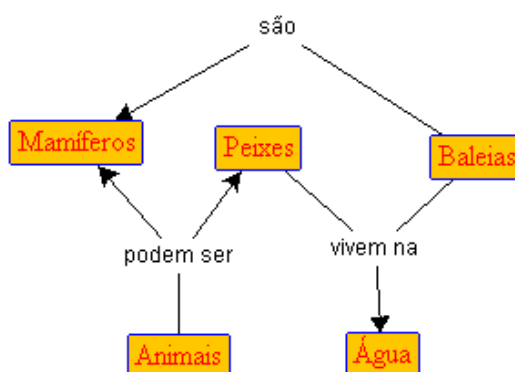 são
Mamíferos
Peixes
Baleias
podem ser
vivem na
Animais
Água